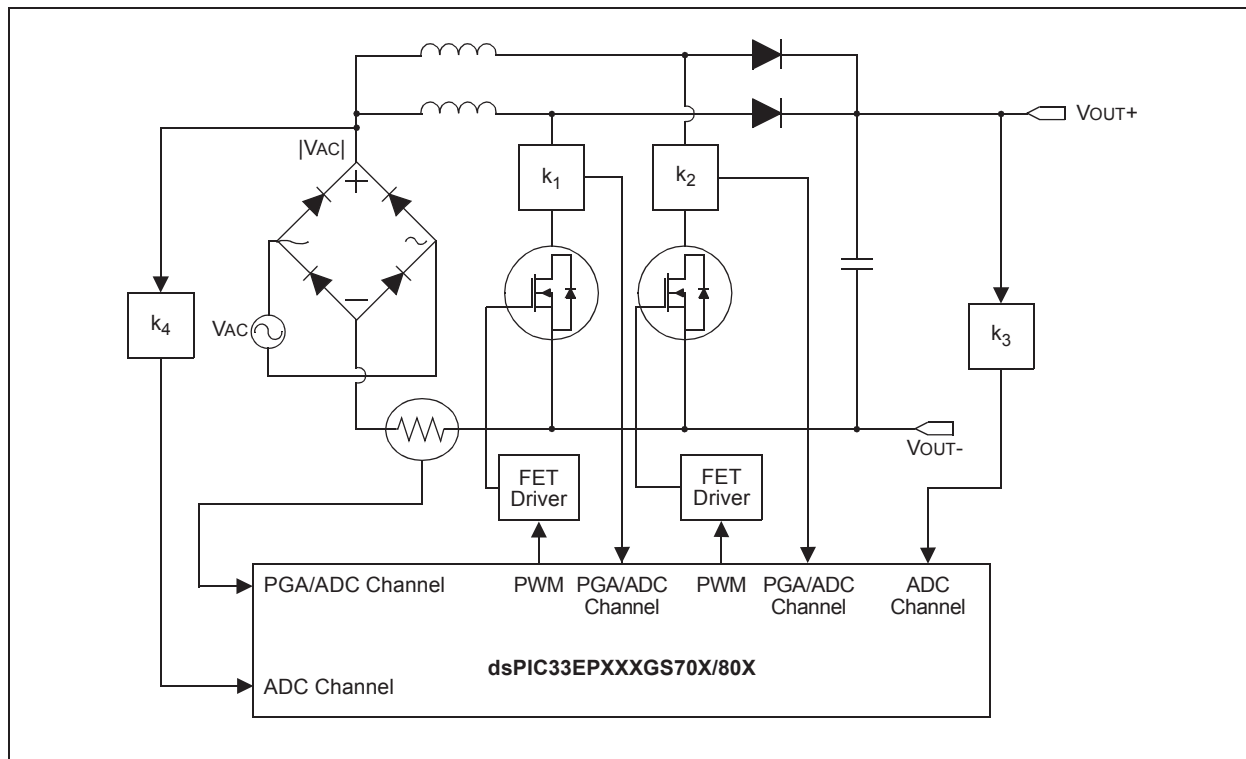 VOUT+
|VAC|
k1
k2
k4
VAC
k3
VOUT-
FET
Driver
FET
Driver
PGA/ADC Channel
PWM
PGA/ADC
Channel
PWM
PGA/ADC
Channel
ADC
Channel
dsPIC33EPXXXGS70X/80X
ADC Channel